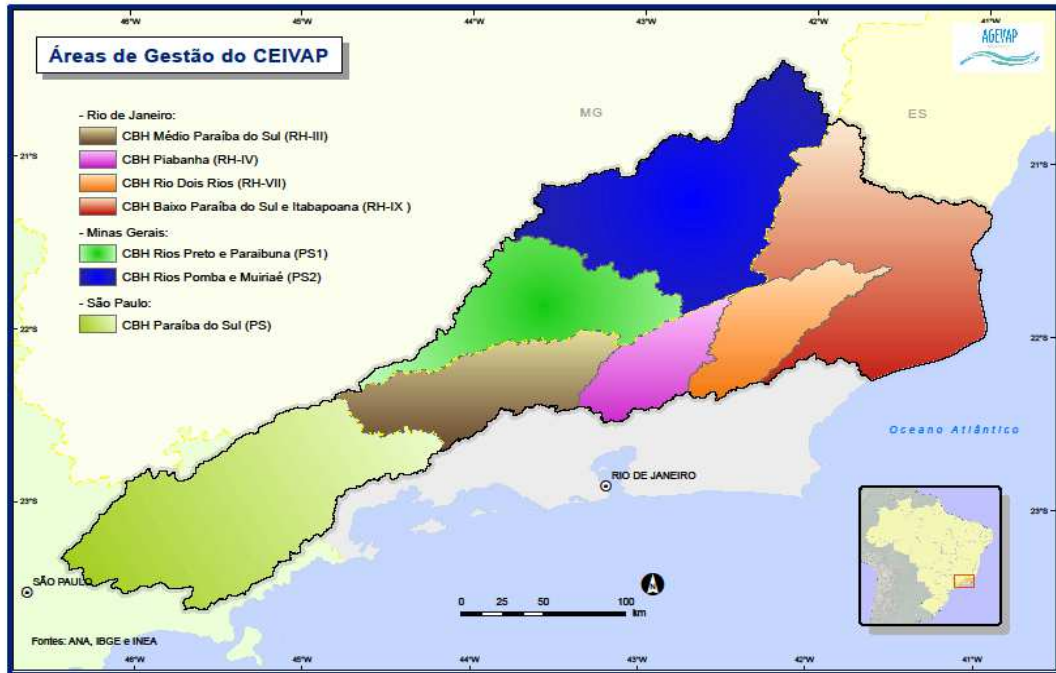 46°W
45°W
44°W
43°W
42°W
41°W
Áreas de Gestão do CEIVAP
AGEVAP
MG
ES
- Rio de Janeiro:
CBH Médio Paraíba do Sul (RH-III)
CBH Piabanha (RH-IV)
CBH Rio Dois Rios (RH-VII)
CBH Baixo Paraíba do Sul e Itabapoana (RH-IX )
- Minas Gerais:
CBH Rios Preto e Paraibuna (PS1)
CBH Rios Pomba e Muiriaé (PS2)
- São Paulo:
CBH Paraíba do Sul (PS)
21°S
21°S
22°S
22°S
Oceano Atlântico
RIO DE JANEIRO
23°S
23°S
SÃO PAULO
N
0 25 50 100
km
Fontes: ANA, IBGE e INEA
46°W
45°W
44°W
43°W
42°W
41°W